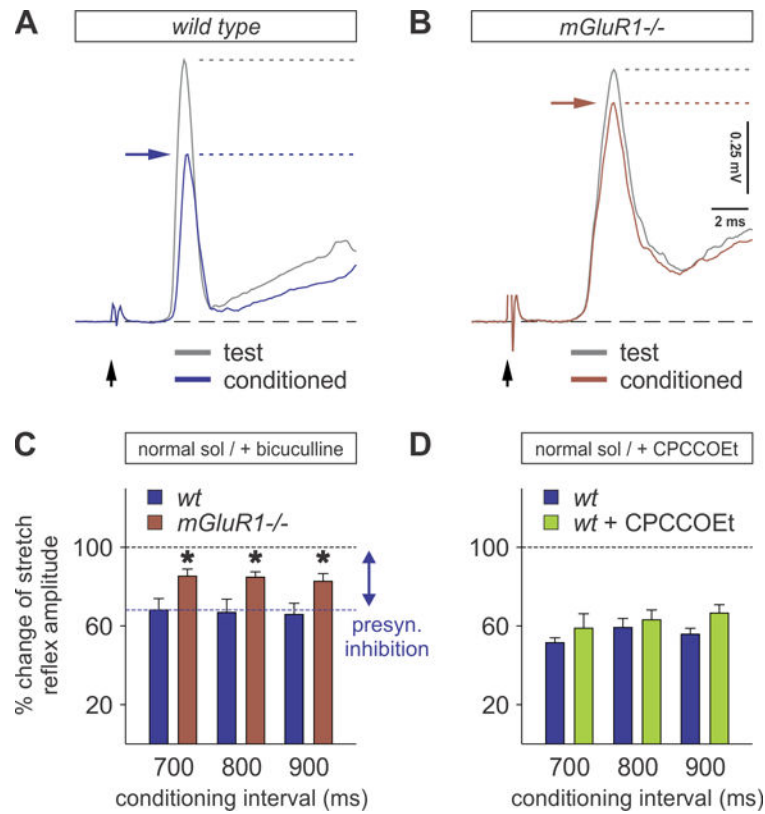 A
wild type
test
conditioned
B
mGluR1-/-
0.25 mV
2 ms
test
conditioned
C
normal sol / + bicuculline
wt
mGluR1-/-
% change of stretch
reflex amplitude
100
60
20
* * *
presyn.
inhibition
700 800 900
conditioning interval (ms)
D
normal sol / + CPCCOEt
wt
wt + CPCCOEt
100
60
20
700 800 900
conditioning interval (ms)